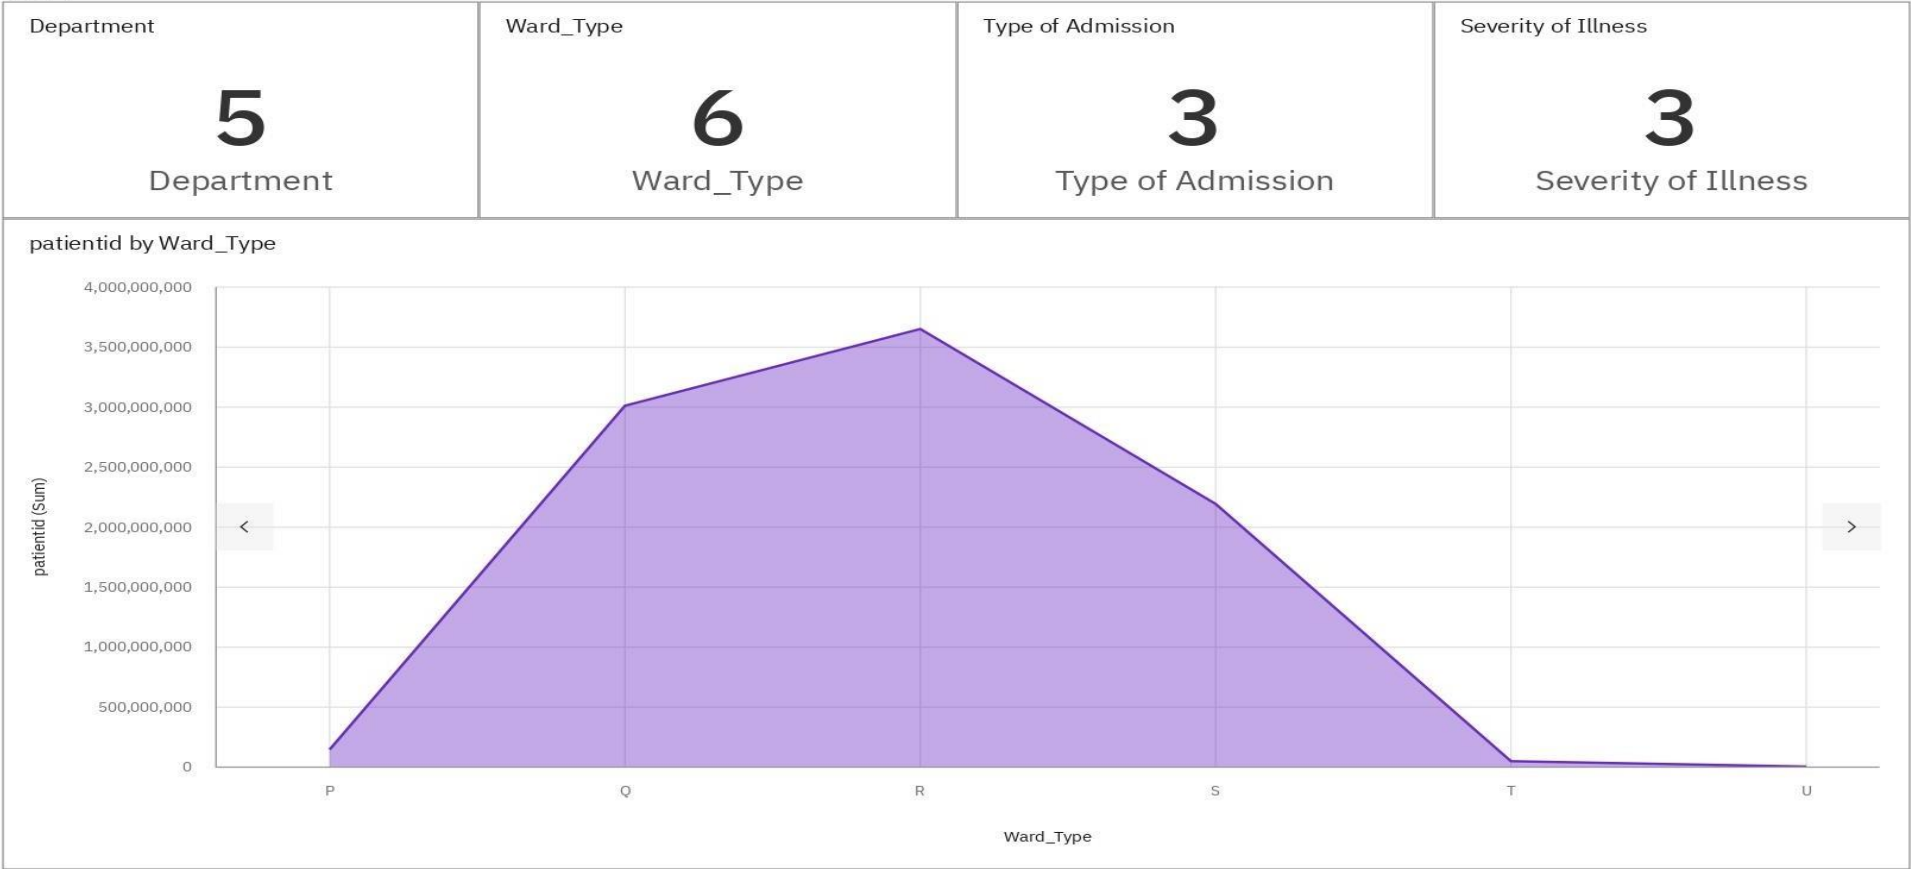 Department
5
Department
Ward_Type
6
Ward_Type
Type of Admission
3
Type of Admission
Severity of Illness
3
Severity of Illness
patientid by Ward_Type
patientid (Sum)
4,000,000,000
3,500,000,000
3,000,000,000
2,500,000,000
2,000,000,000
1,500,000,000
1,000,000,000
500,000,000
0
P Q R S T U
Ward_Type